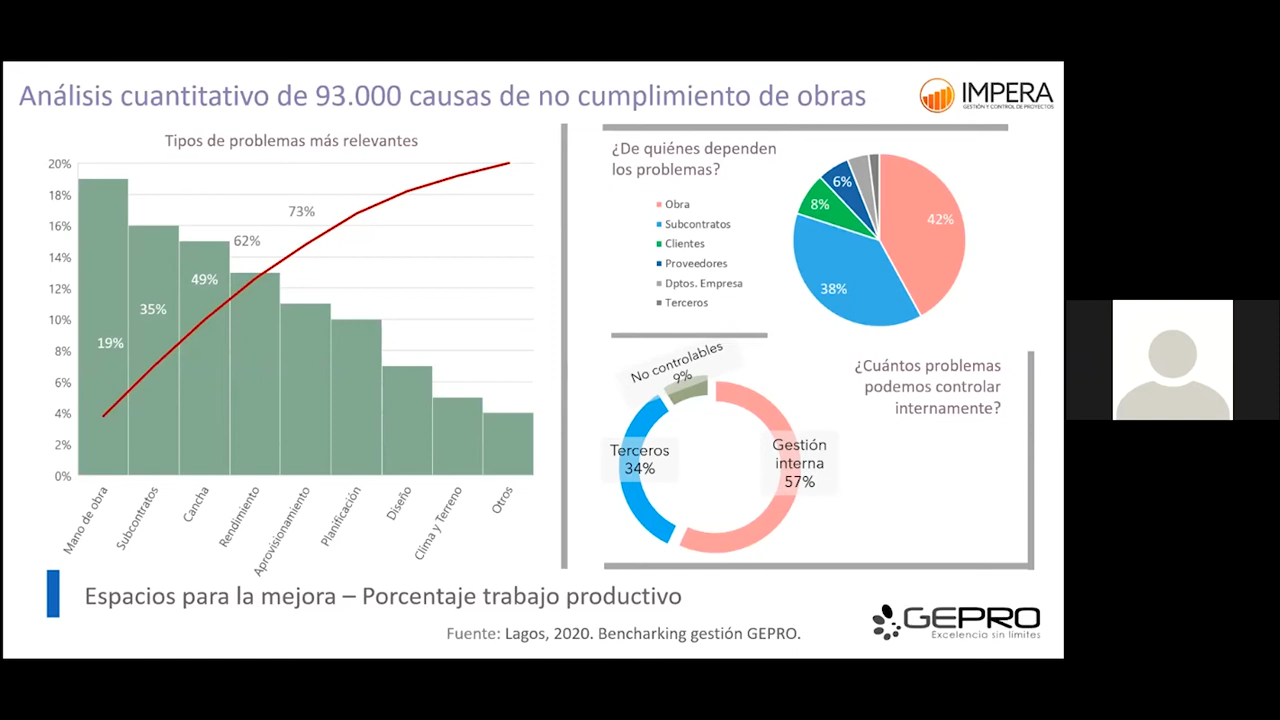 Análisis cuantitativo de 93.000 causas de no cumplimiento de obras
IMPERA
GESTIÓN Y CONTROL DE PROYECTOS
Tipos de problemas más relevantes
20%
18%
16%
14%
12%
10%
8%
6%
4%
2%
0%
19%
35%
49%
62%
73%
Mano de obra
Subcontratos
Cancha
Rendimiento
Aprovisionamiento
Planificación
Diseño
Clima y Terreno
Otros
¿De quiénes dependen
los problemas?
Obra
Subcontratos
Clientes
Proveedores
Dptos. Empresa
Terceros
42%
38%
8%
6%
No controlables
9%
Terceros
34%
Gestión
interna
57%
¿Cuántos problemas
podemos controlar
internamente?
Espacios para la mejora – Porcentaje trabajo productivo
Fuente: Lagos, 2020. Bencharking gestión GEPRO.
GEPRO
Excelencia sin límites